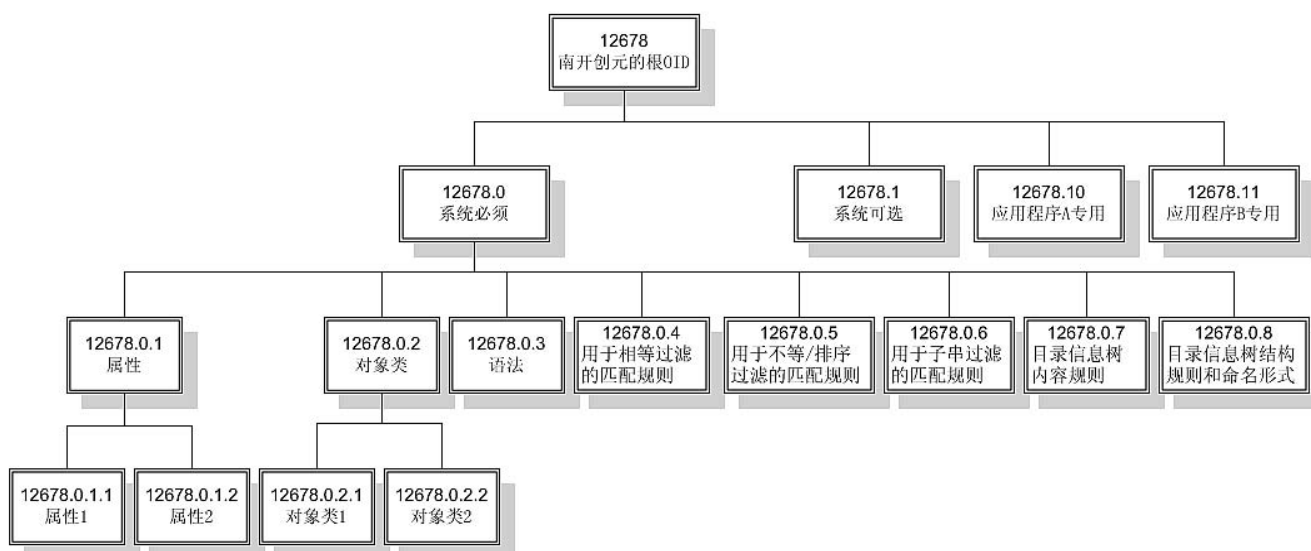 12678
南开创元的根OID
12678.0
系统必须
12678.1
系统可选
12678.10
应用程序A专用
12678.11
应用程序B专用
12678.0.1
属性
12678.0.2
对象类
12678.0.3
语法
12678.0.4
用于相等过滤
的匹配规则
12678.0.5
用于不等/排序
过滤的匹配规则
12678.0.6
用于子串过滤
的匹配规则
12678.0.7
目录信息树
内容规则
12678.0.8
目录信息树结构
规则和命名形式
12678.0.1.1
属性1
12678.0.1.2
属性2
12678.0.2.1
对象类1
12678.0.2.2
对象类2